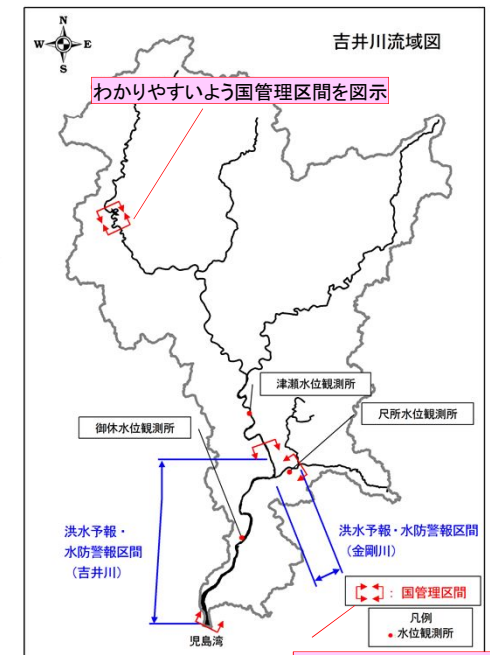 N
W E
S
吉井川流域図
わかりやすいよう国管理区間を図示
津瀬水位観測所
尺所水位観測所
御休水位観測所
洪水予報・
水防警報区間
（吉井川）
洪水予報・水防警報区間
（金剛川）
：国管理区間
凡例
水位観測所
児島湾